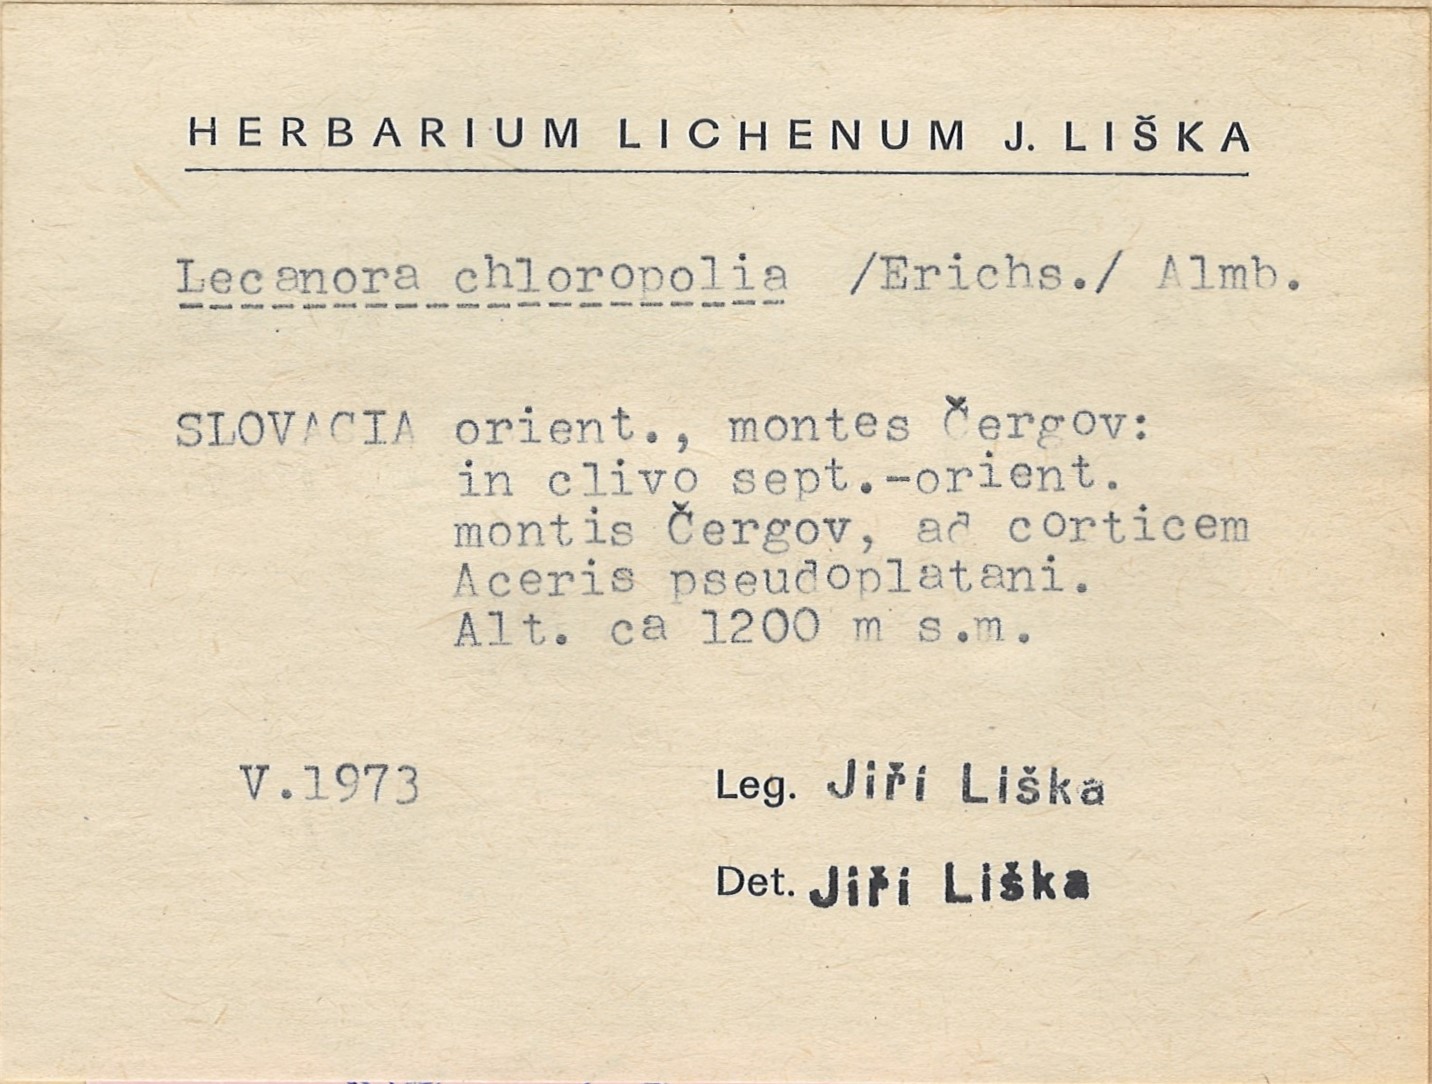 HERBARIUM LICHENUM J. LIŠKA
Lecanora chloropolia /Erichs./ Almb.
SLOVACIA orient., montes Čergov:
in clivo sept.-orient.
montis Čergov, ad corticem
Aceris pseudoplatani.
Alt. ca 1200 m s.m.
V.1973
Leg. Jiří Liška
Det. Jiří Liška